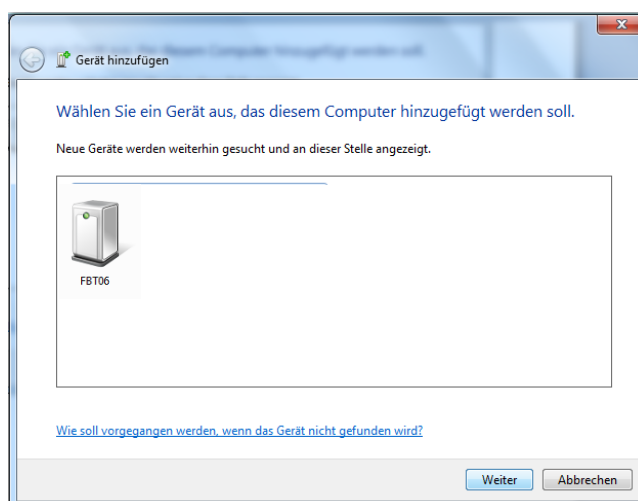 Gerät hinzufügen
Wählen Sie ein Gerät aus, das diesem Computer hinzugefügt werden soll.
Neue Geräte werden weiterhin gesucht und an dieser Stelle angezeigt.
FBT06
Wie soll vorgegangen werden, wenn das Gerät nicht gefunden wird?
Weiter
Abbrechen